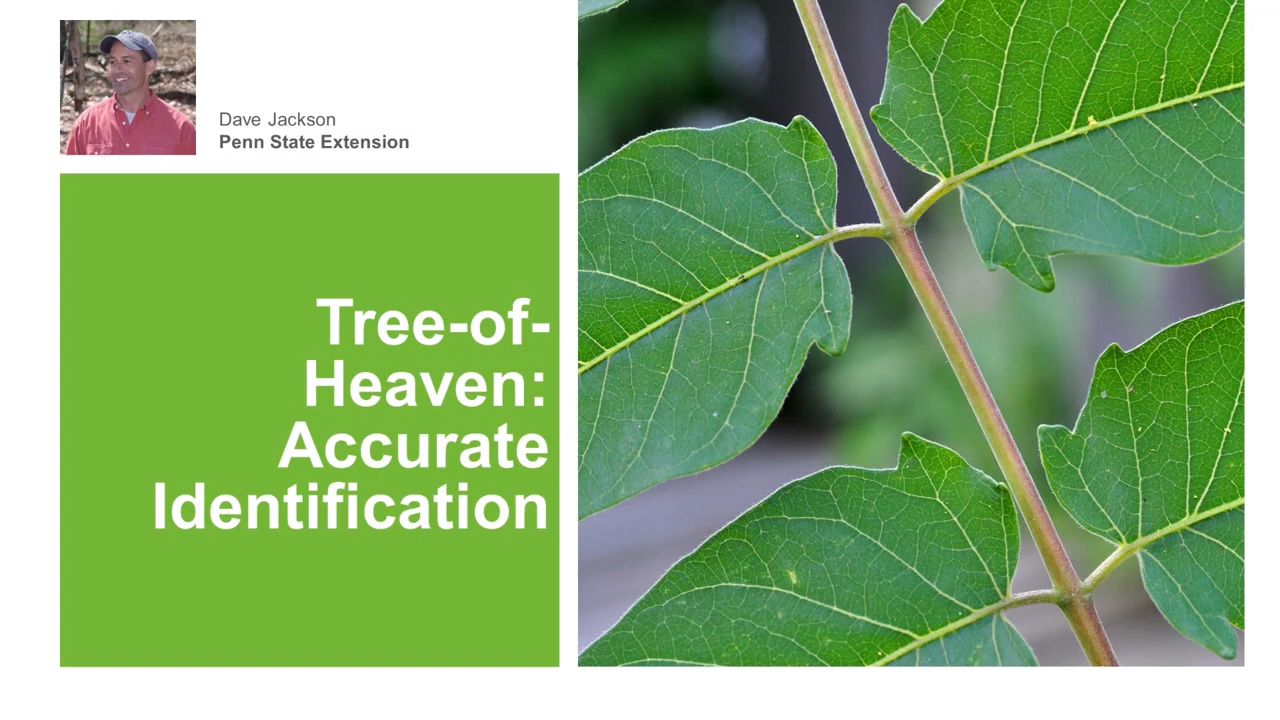 Dave Jackson
Penn State Extension
Tree-of-
Heaven:
Accurate
Identification